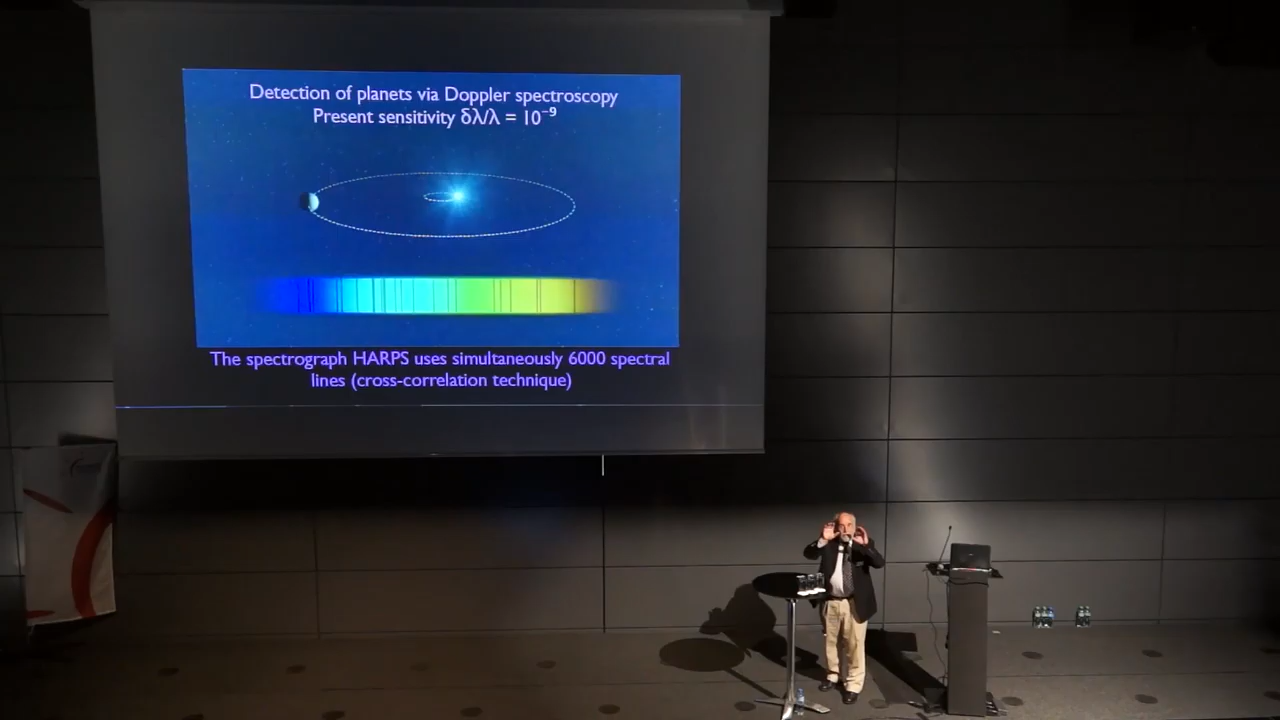 Detection of planets via Doppler spectroscopy
Present sensitivity δλ/λ = 10⁻⁹
The spectrograph HARPS uses simultaneously 6000 spectral
lines (cross-correlation technique)